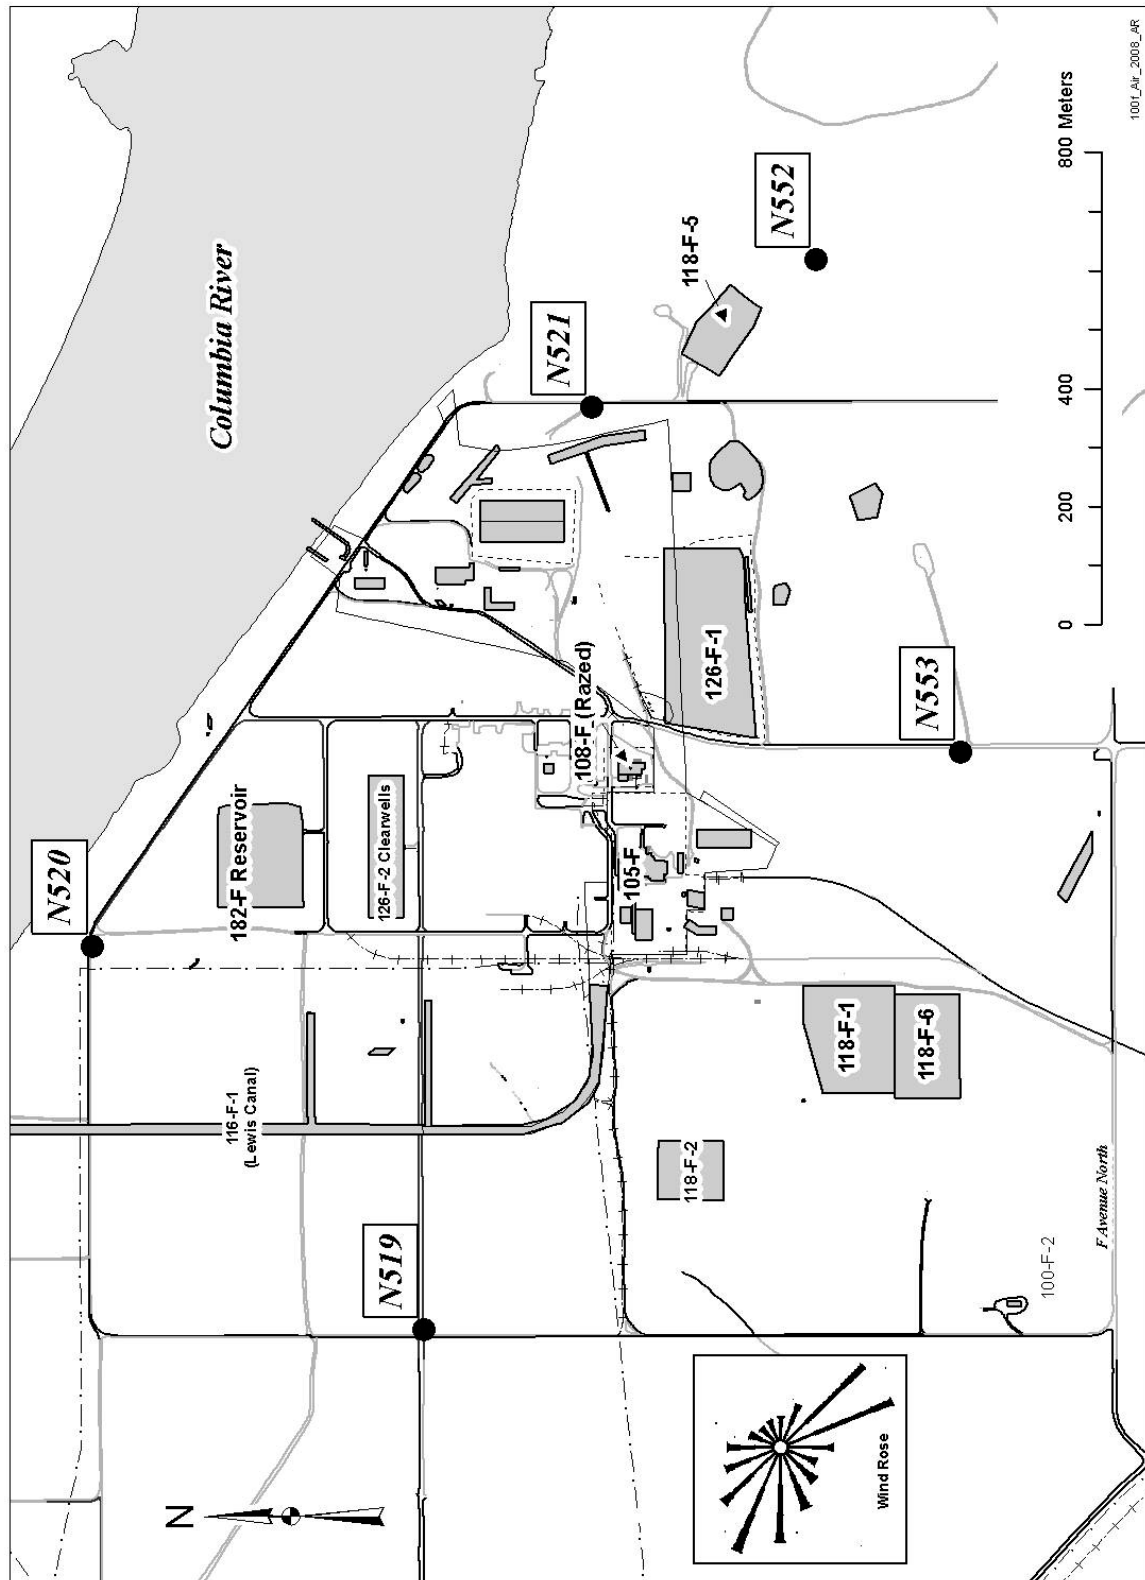 Columbia River
N520
N521
118-F-5
N552
182-F Reservoir
126-F-2 Clearwells
108-F (Razed)
126-F-1
105-F
N553
116-F-1
(Lewis Canal)
118-F-1
118-F-6
118-F-2
N519
100-F-2
F Avenue North
N
Wind Rose
0 200 400 800 Meters
100f_Air_2008_AR